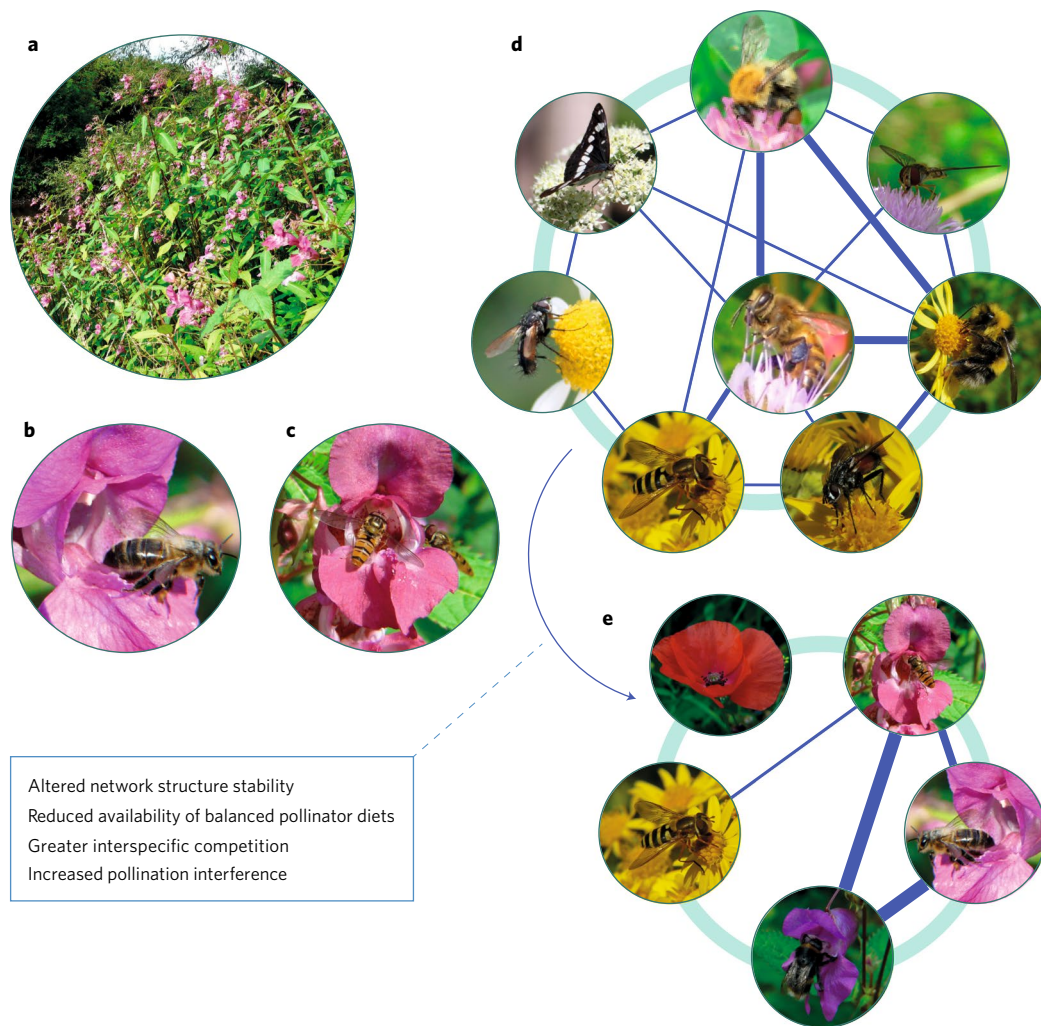 a
b
c
d
e
Altered network structure stability
Reduced availability of balanced pollinator diets
Greater interspecific competition
Increased pollination interference